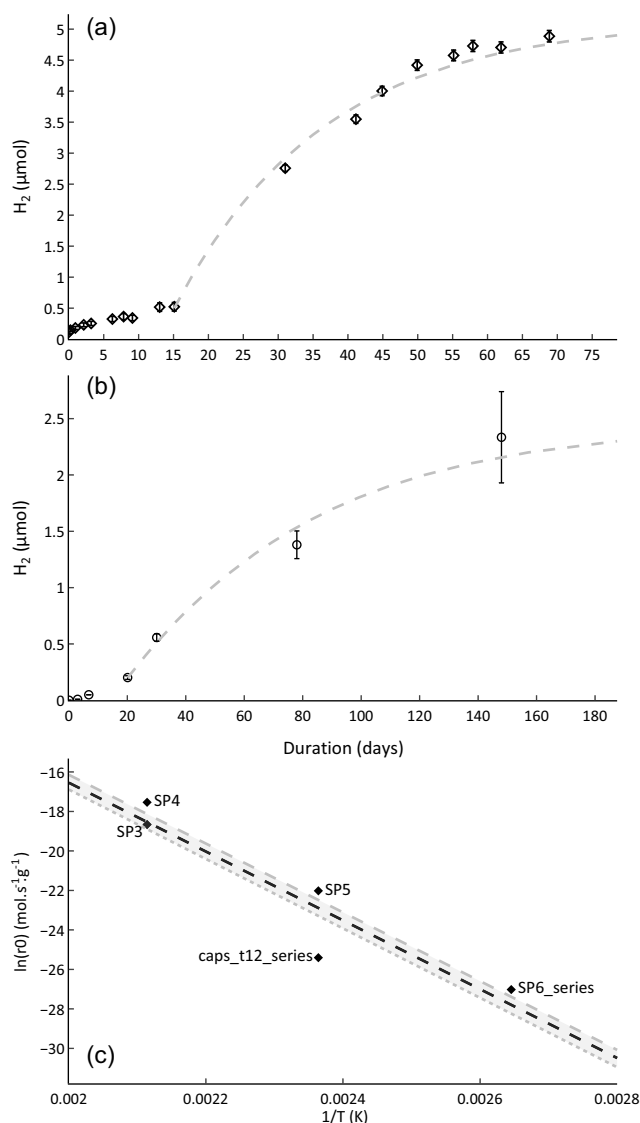 (a)
5
4.5
4
3.5
3
2.5
2
1.5
1
0.5
0
H₂ (μmol)
0 5 10 15 20 25 30 35 40 45 50 55 60 65 70 75
(b)
2.5
2
1.5
1
0.5
0
H₂ (μmol)
0 20 40 60 80 100 120 140 160 180
Duration (days)
−16
−18
−20
−22
−24
−26
−28
−30
ln(r0) (mol.s⁻¹.g⁻¹)
SP4
SP3
SP5
caps_t12_series
SP6_series
(c)
0.002 0.0022 0.0024 0.0026 0.0028
1/T (K)